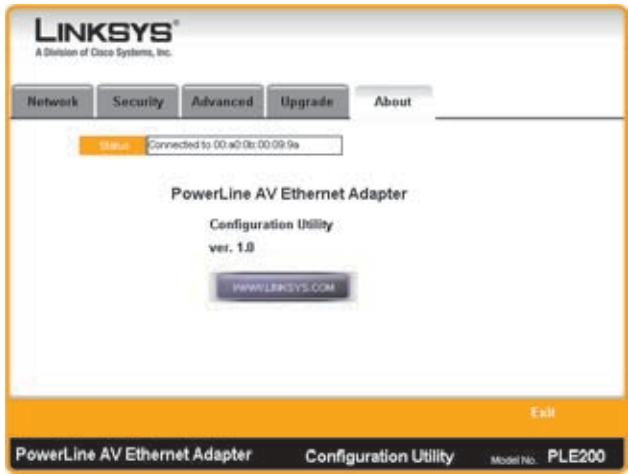 LINKSYS®
A Division of Cisco Systems, Inc.
Network Security Advanced Upgrade About
Status Connected to 00:a0:0b:00:09:9a
PowerLine AV Ethernet Adapter
Configuration Utility
ver. 1.0
WWW.LINKSYS.COM
Exit
PowerLine AV Ethernet Adapter Configuration Utility Model No. PLE200